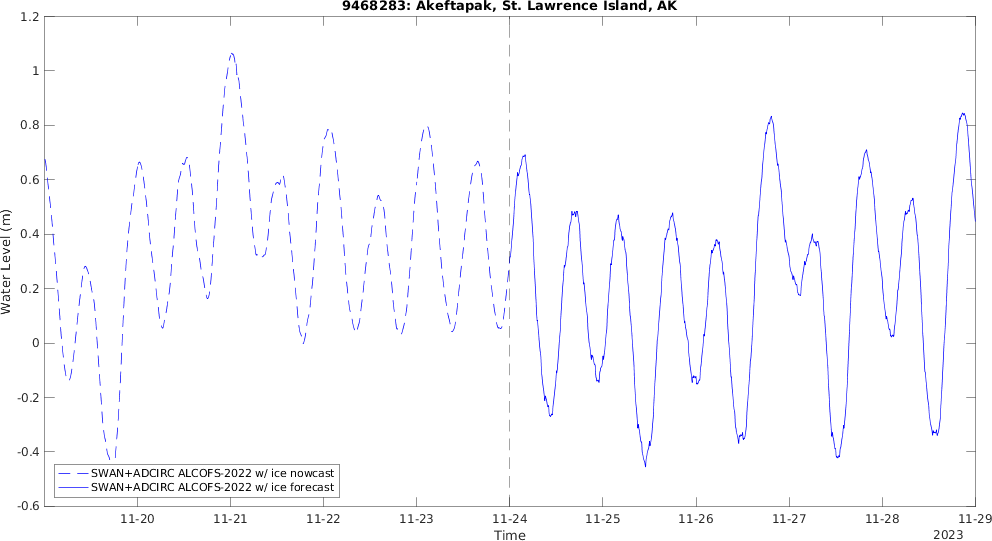 9468283: Akeftapak, St. Lawrence Island, AK
1.2
1
0.8
0.6
0.4
0.2
0
-0.2
-0.4
-0.6
Water Level (m)
SWAN+ADCIRC ALCOFS-2022 w/ ice nowcast
SWAN+ADCIRC ALCOFS-2022 w/ ice forecast
11-20 11-21 11-22 11-23 11-24 11-25 11-26 11-27 11-28 11-29
Time
2023